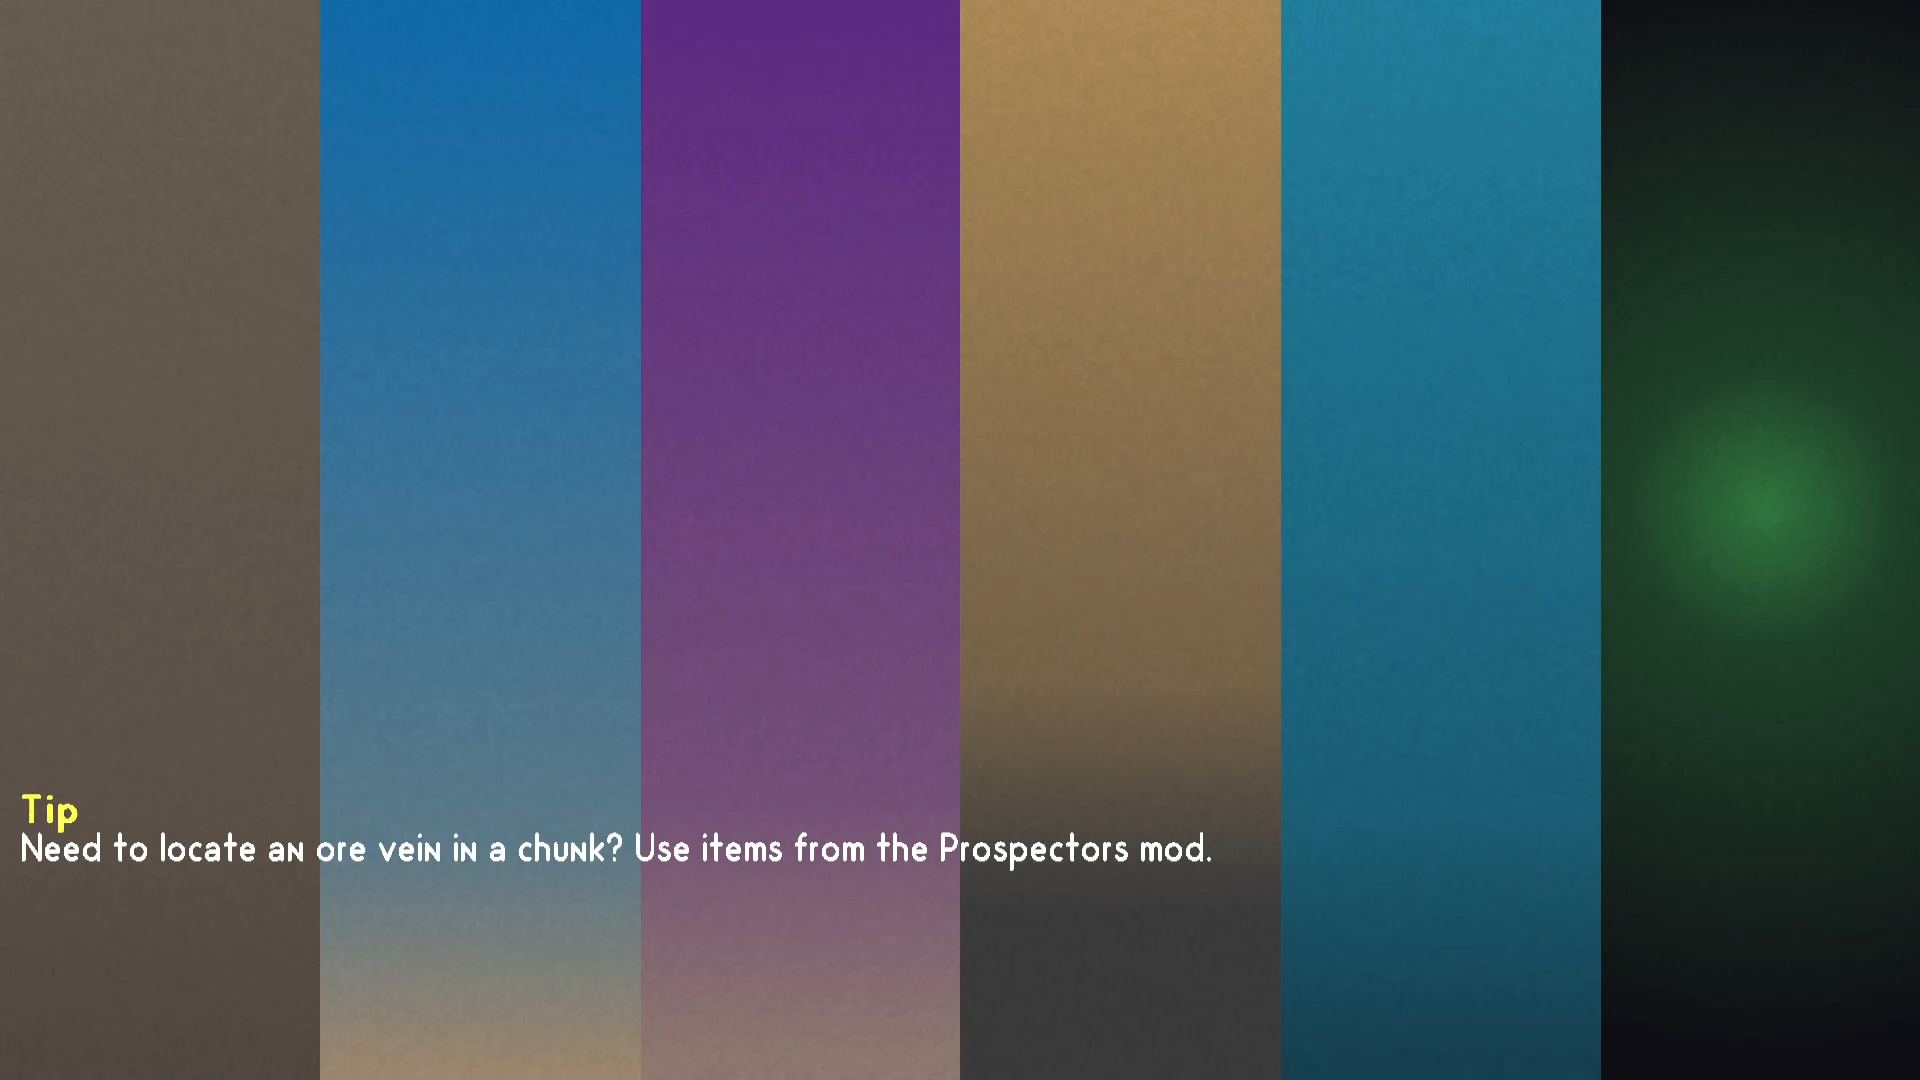 Tip
Need to locate an ore vein in a chunk? Use items from the Prospectors mod.